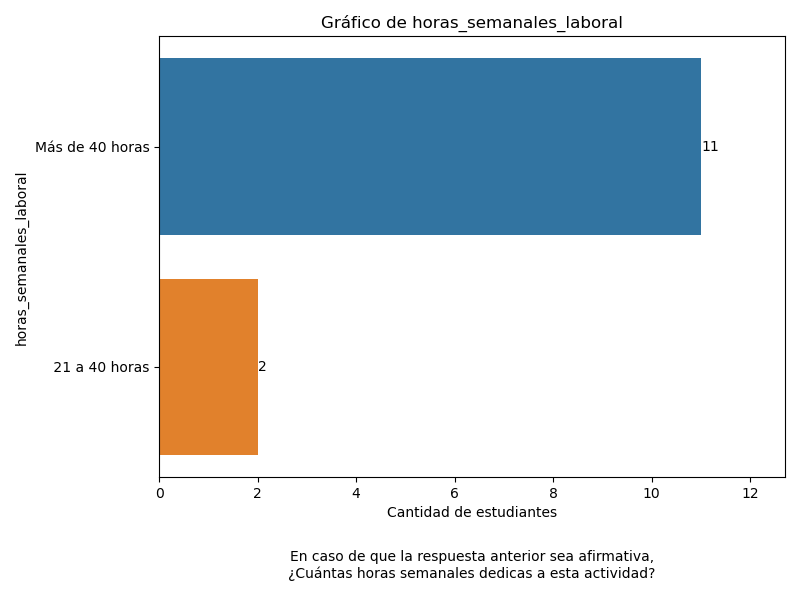 Gráfico de horas_semanales_laboral
horas_semanales_laboral
Más de 40 horas
11
21 a 40 horas
2
0 2 4 6 8 10 12
Cantidad de estudiantes
En caso de que la respuesta anterior sea afirmativa,
¿Cuántas horas semanales dedicas a esta actividad?